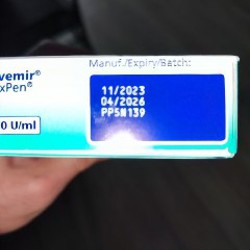 vemir®
xPen®
0 U/ml
Manuf./Expiry/Batch:
11/2023
04/2026
PP5N139